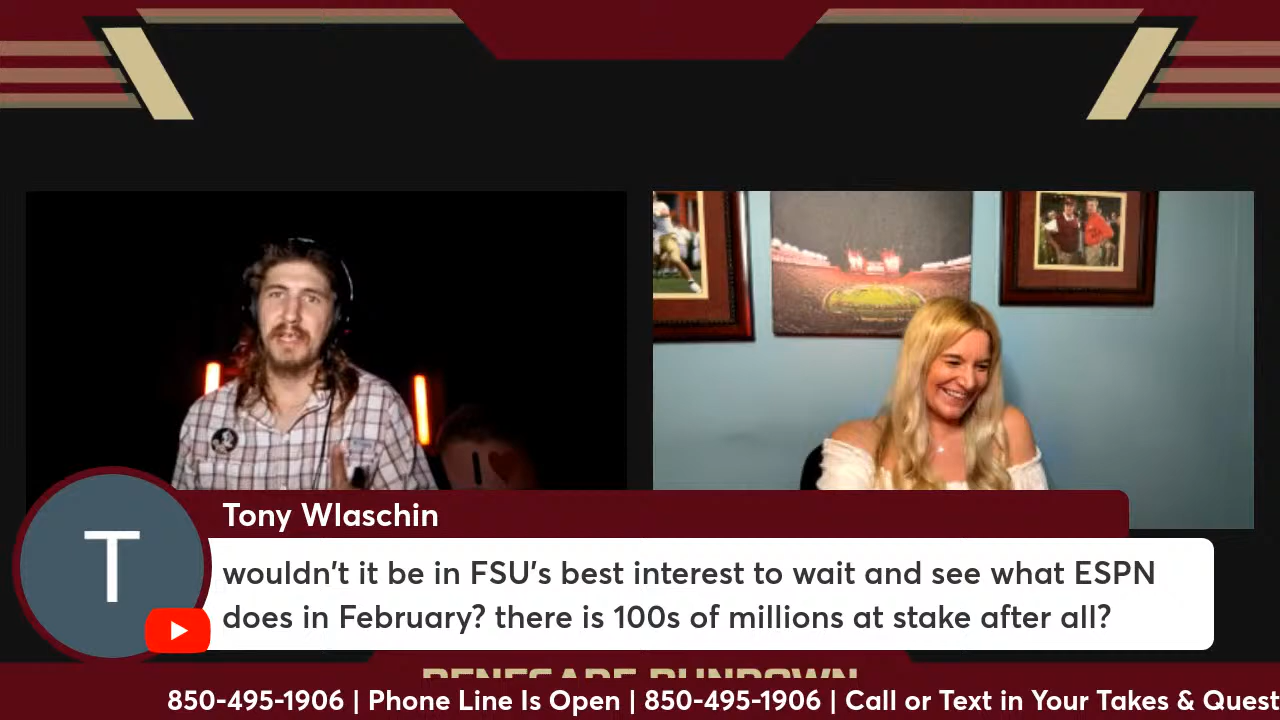 Tony Wlaschin
T
wouldn't it be in FSU's best interest to wait and see what ESPN
does in February? there is 100s of millions at stake after all?
RENEGADE RUNDOWN
850-495-1906 | Phone Line Is Open | 850-495-1906 | Call or Text in Your Takes & Quest